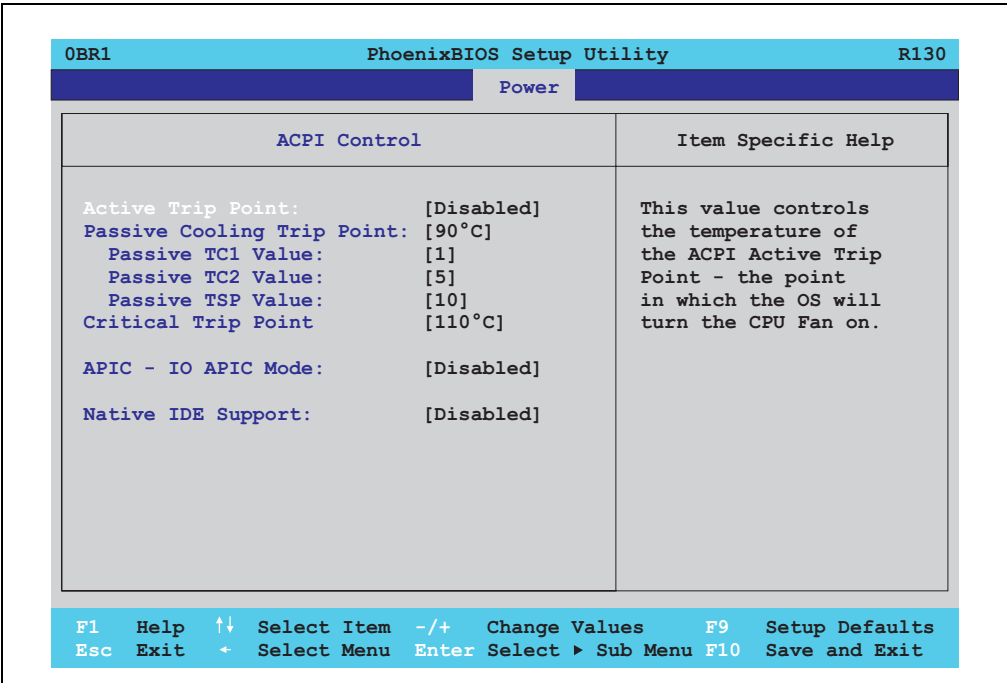 0BR1 PhoenixBIOS Setup Utility R130
Power
ACPI Control
Item Specific Help
Active Trip Point: [Disabled]
Passive Cooling Trip Point: [90°C]
Passive TC1 Value: [1]
Passive TC2 Value: [5]
Passive TSP Value: [10]
Critical Trip Point [110°C]
APIC - IO APIC Mode: [Disabled]
Native IDE Support: [Disabled]
This value controls
the temperature of
the ACPI Active Trip
Point - the point
in which the OS will
turn the CPU Fan on.
F1 Help ↑↓ Select Item -/+ Change Values F9 Setup Defaults
Esc Exit ← Select Menu Enter Select ▶ Sub Menu F10 Save and Exit